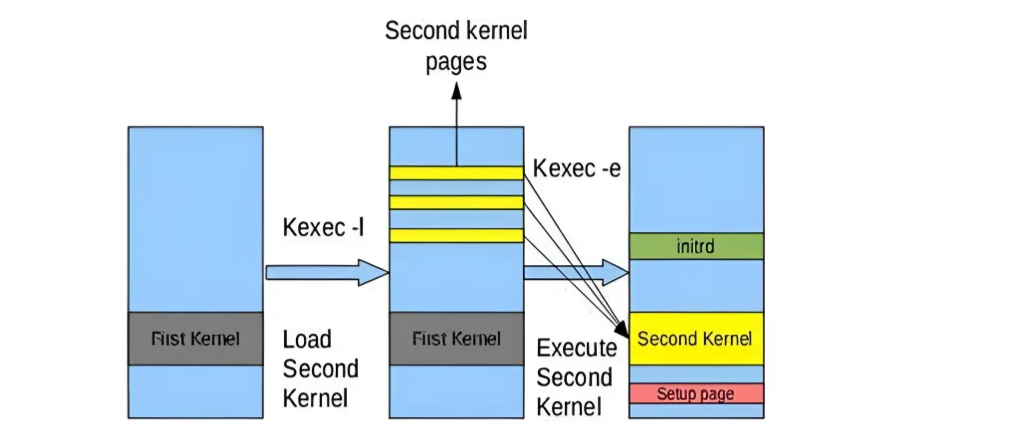 Second kernel
pages
Kexec -e
Kexec -l
initrd
First Kernel
Load
Second
Kernel
First Kernel
Execute
Second
Kernel
Second Kernel
Setup page